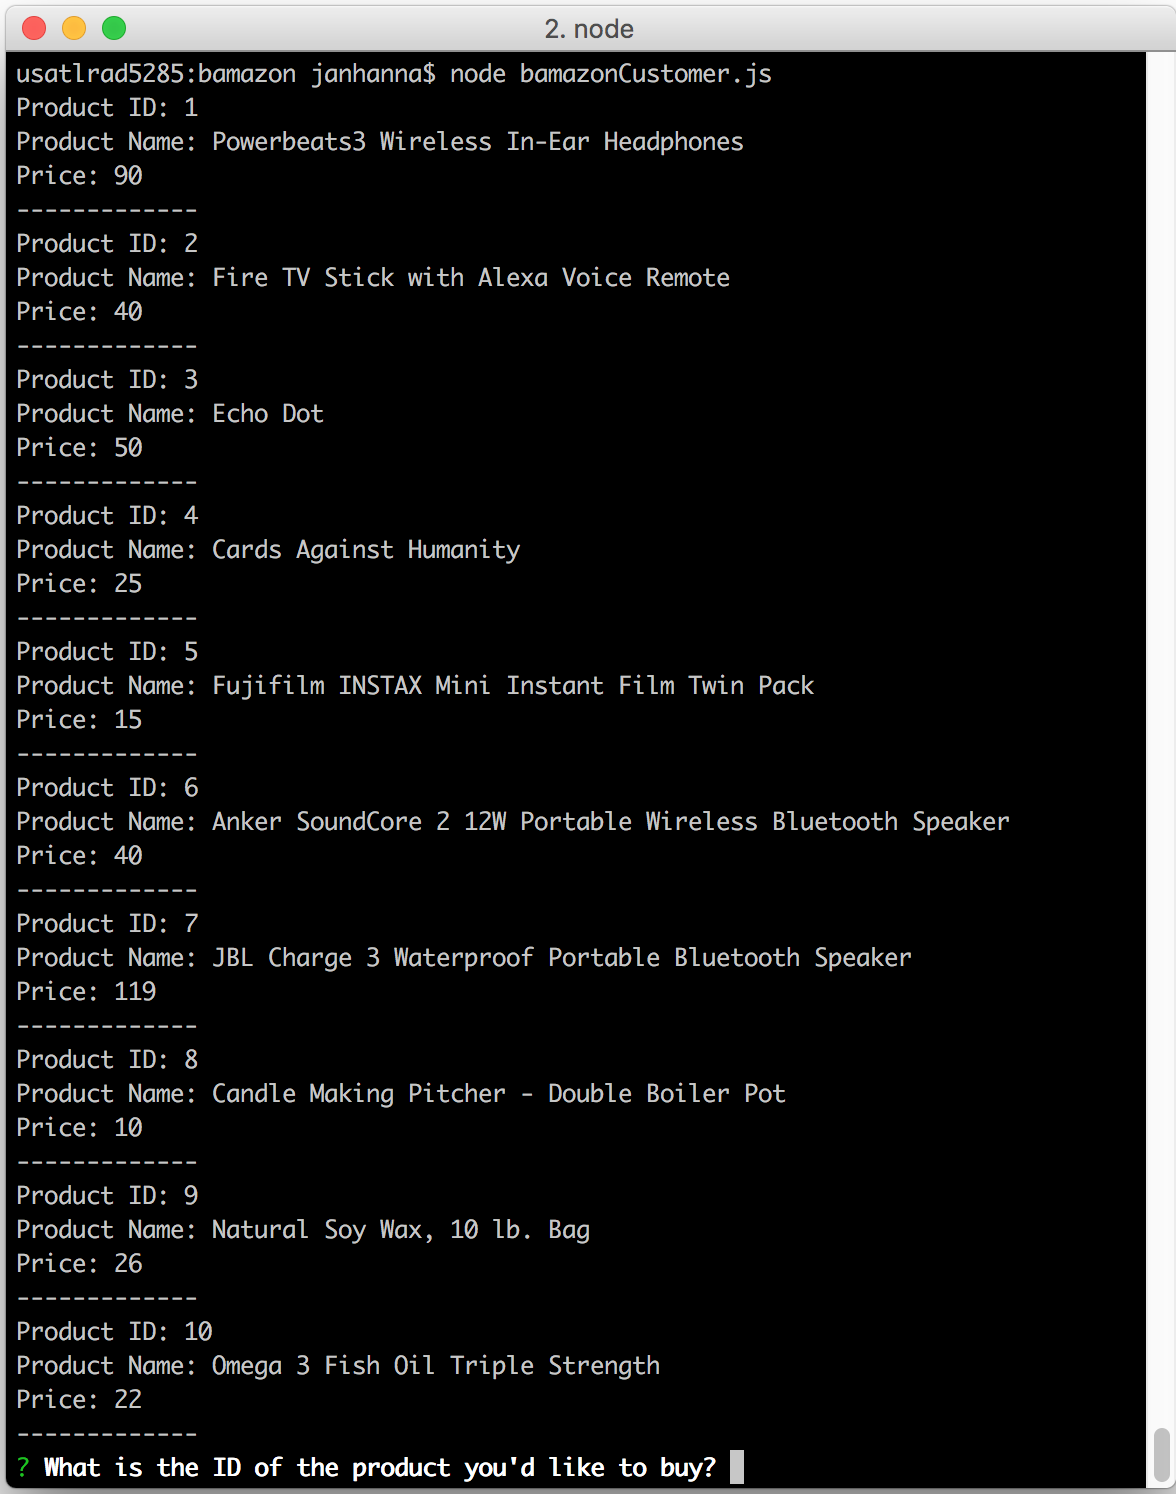 2. node
usatlrad5285:bamazon janhanna$ node bamazonCustomer.js
Product ID: 1
Product Name: Powerbeats3 Wireless In-Ear Headphones
Price: 90
-------------
Product ID: 2
Product Name: Fire TV Stick with Alexa Voice Remote
Price: 40
-------------
Product ID: 3
Product Name: Echo Dot
Price: 50
-------------
Product ID: 4
Product Name: Cards Against Humanity
Price: 25
-------------
Product ID: 5
Product Name: Fujifilm INSTAX Mini Instant Film Twin Pack
Price: 15
-------------
Product ID: 6
Product Name: Anker SoundCore 2 12W Portable Wireless Bluetooth Speaker
Price: 40
-------------
Product ID: 7
Product Name: JBL Charge 3 Waterproof Portable Bluetooth Speaker
Price: 119
-------------
Product ID: 8
Product Name: Candle Making Pitcher - Double Boiler Pot
Price: 10
-------------
Product ID: 9
Product Name: Natural Soy Wax, 10 lb. Bag
Price: 26
-------------
Product ID: 10
Product Name: Omega 3 Fish Oil Triple Strength
Price: 22
-------------
? What is the ID of the product you'd like to buy?